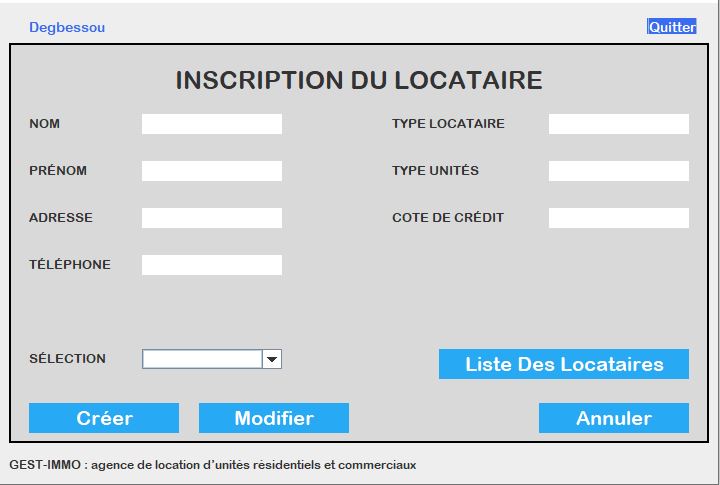 Degbessou Quitter
INSCRIPTION DU LOCATAIRE
NOM TYPE LOCATAIRE
PRÉNOM TYPE UNITÉS
ADRESSE COTE DE CRÉDIT
TÉLÉPHONE
SÉLECTION Liste Des Locataires
Créer Modifier Annuler
GEST-IMMO : agence de location d'unités résidentiels et commerciaux